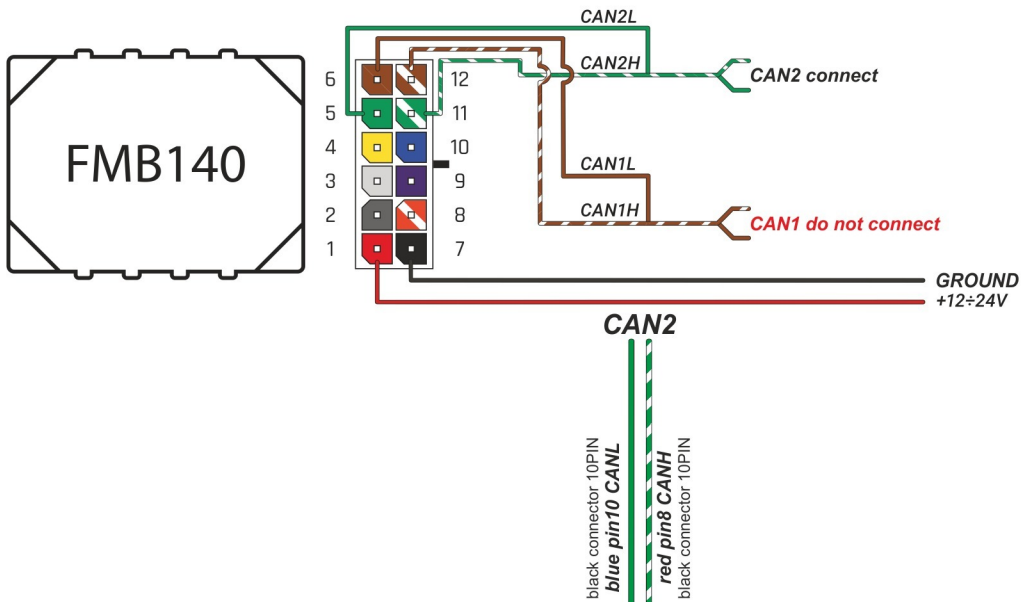 CAN2L
CAN2H
CAN2 connect
6 12
5 11
4 10
3 9
2 8
1 7
FMB140
CAN1L
CAN1H
CAN1 do not connect
GROUND
+12÷24V
CAN2
black connector 10PIN
blue pin10 CANL
red pin8 CANH
black connector 10PIN